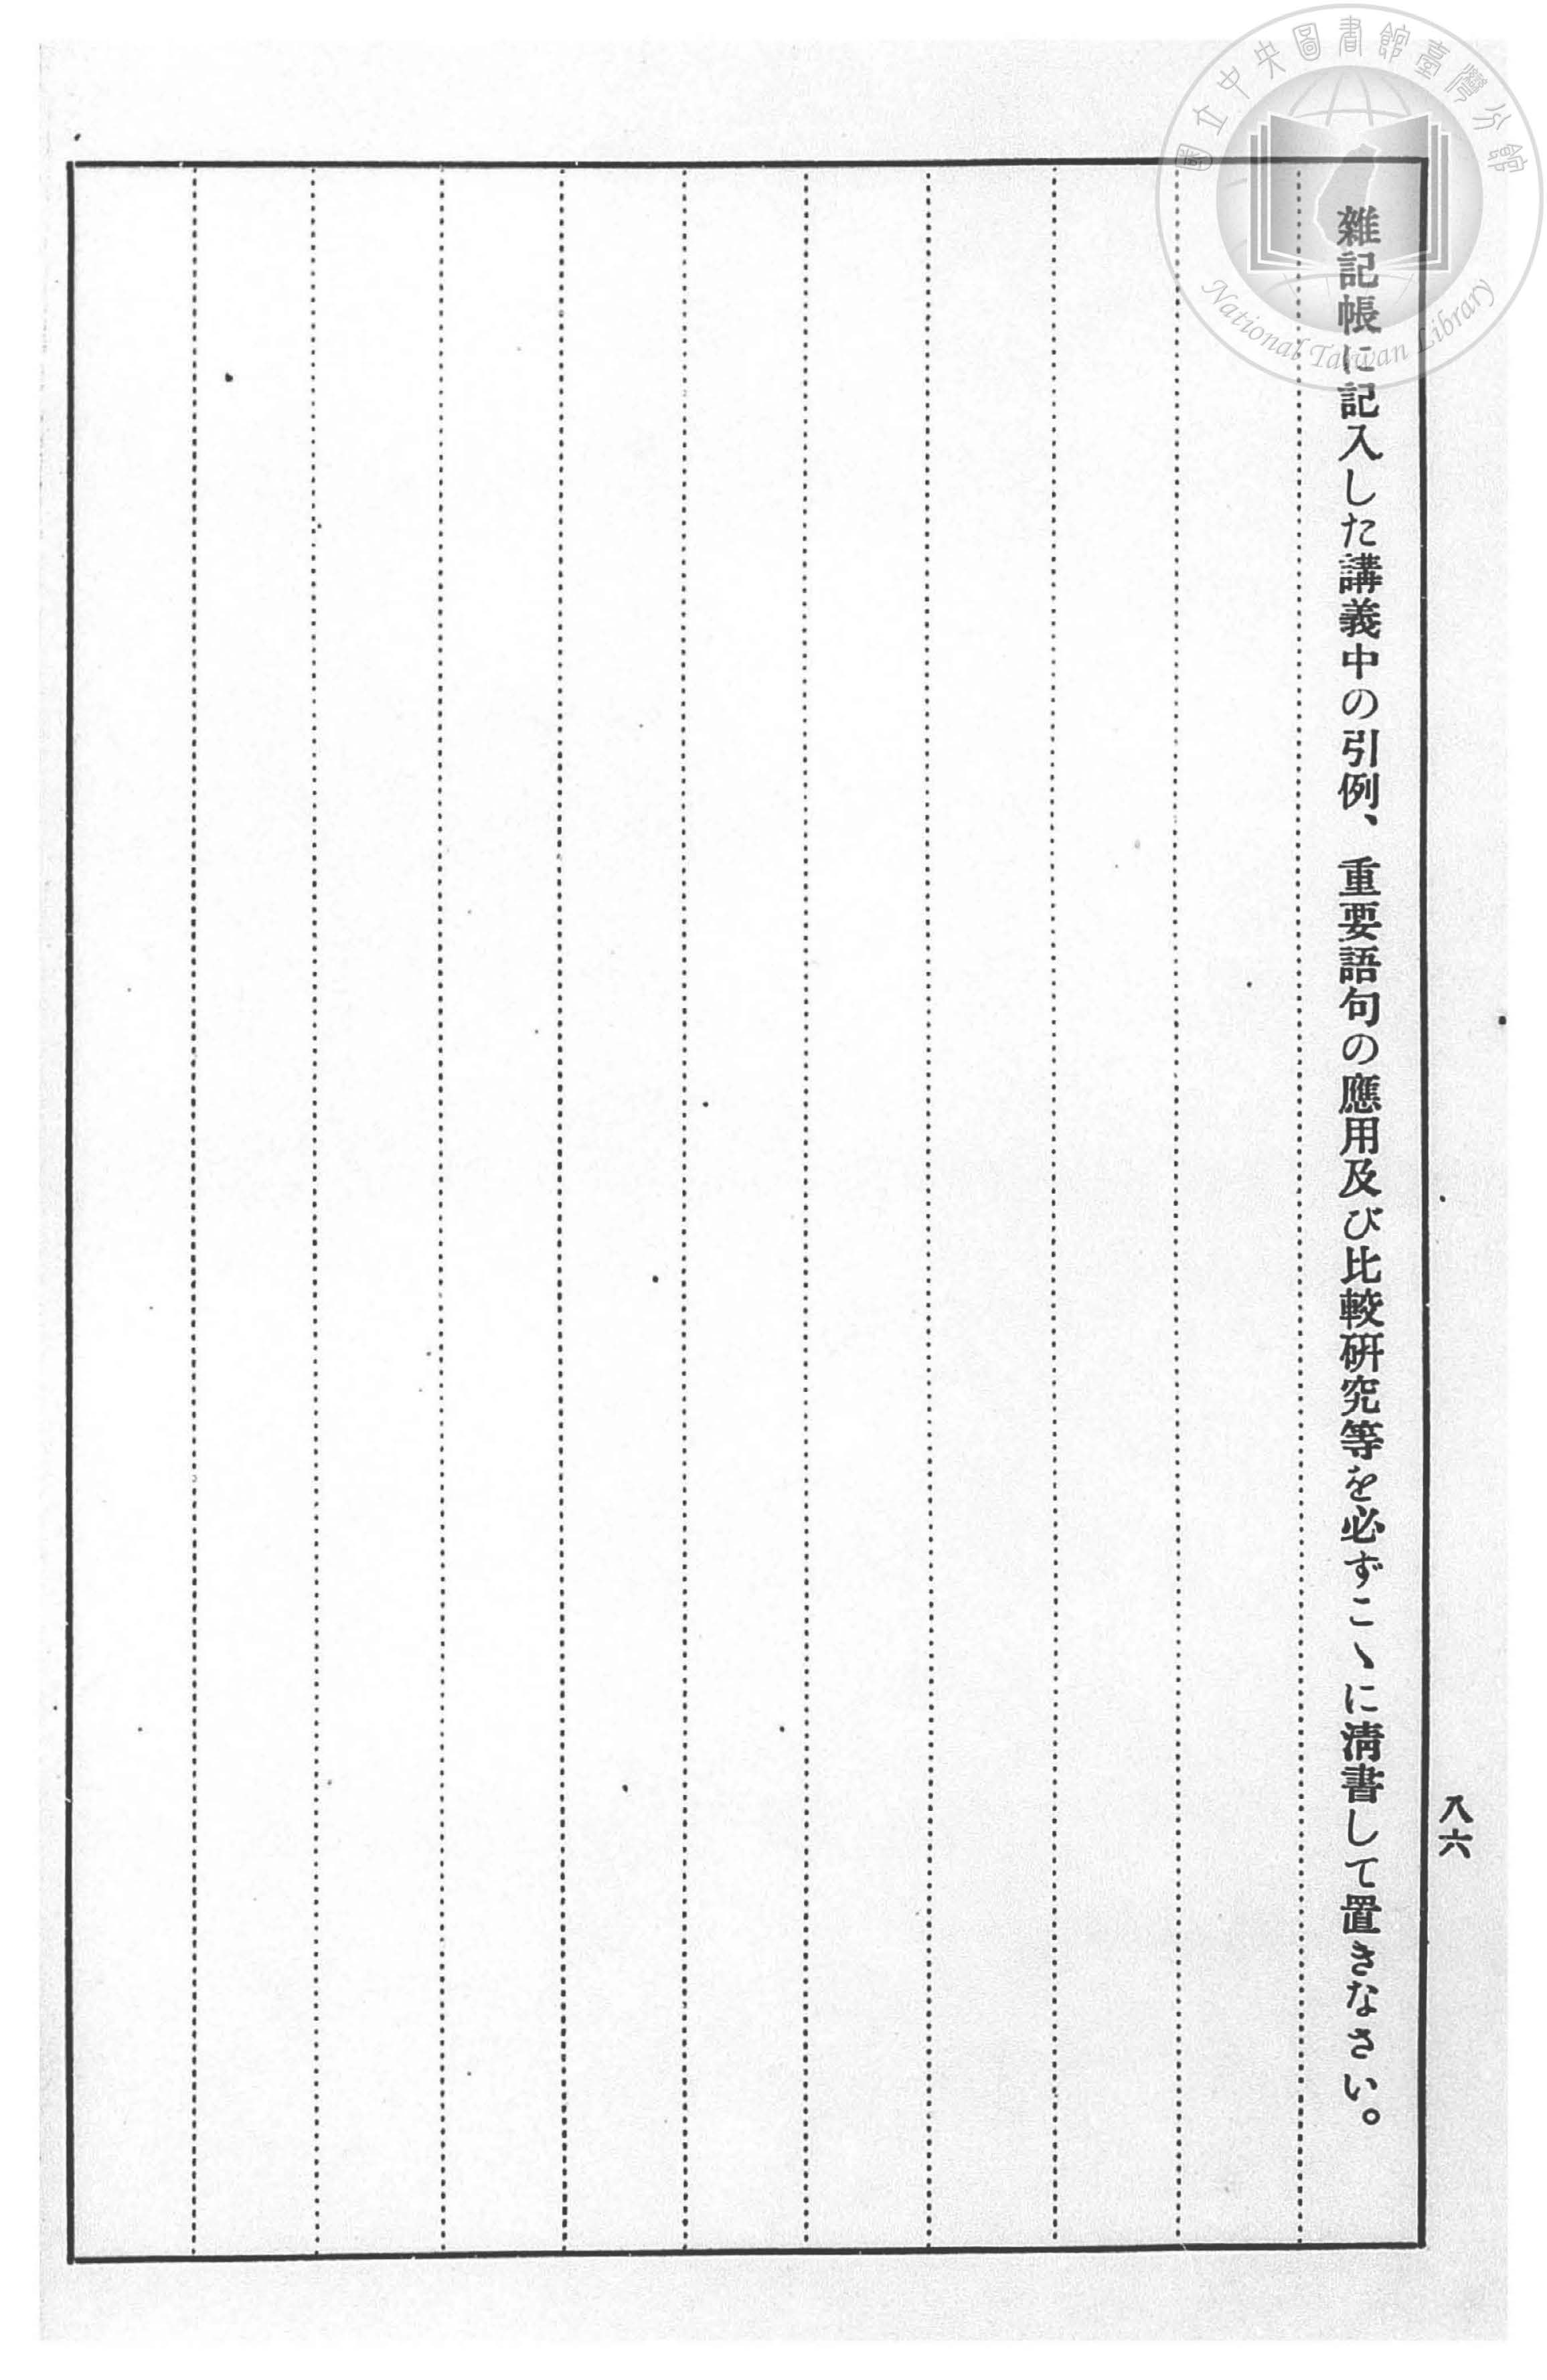 雜記帳に記入した講義中の引例、重要語句の應用及び比較硏究等を必ずこゝに淸書して置きなさい。
八六
國立中央圖書館臺灣分館
National Taiwan Library